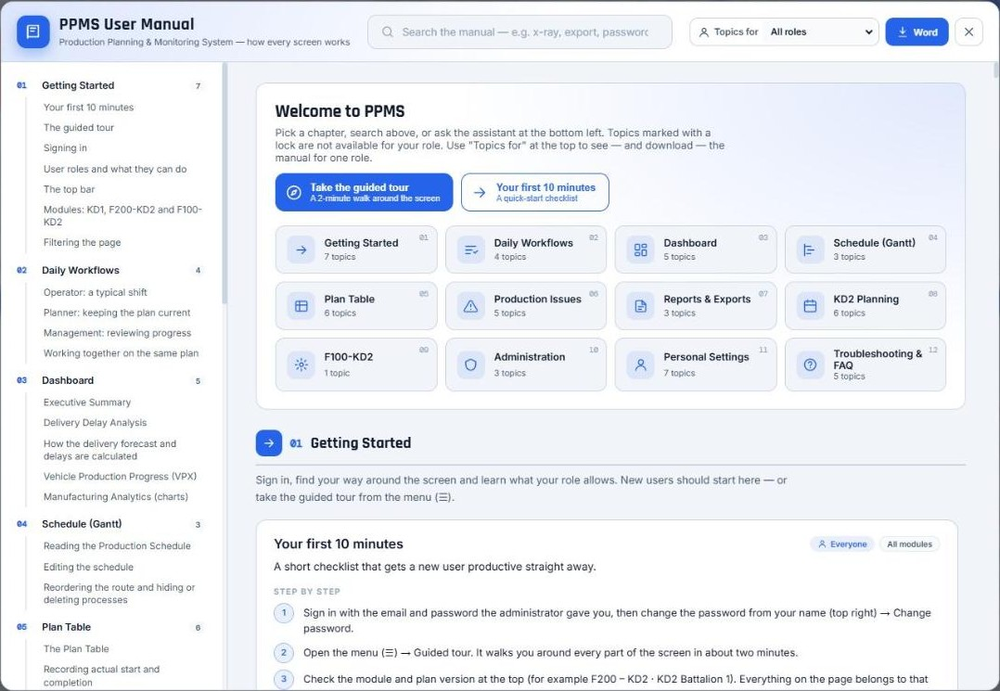 PPMS User Manual
Production Planning & Monitoring System — how every screen works
Search the manual — e.g. x-ray, export, password
Topics for All roles
Word
01 Getting Started 7
Your first 10 minutes
The guided tour
Signing in
User roles and what they can do
The top bar
Modules: KD1, F200-KD2 and F100-
KD2
Filtering the page
02 Daily Workflows 4
Operator: a typical shift
Planner: keeping the plan current
Management: reviewing progress
Working together on the same plan
03 Dashboard 5
Executive Summary
Delivery Delay Analysis
How the delivery forecast and
delays are calculated
Vehicle Production Progress (VPX)
Manufacturing Analytics (charts)
04 Schedule (Gantt) 3
Reading the Production Schedule
Editing the schedule
Reordering the route and hiding or
deleting processes
05 Plan Table 6
The Plan Table
Recording actual start and
completion
Welcome to PPMS
Pick a chapter, search above, or ask the assistant at the bottom left. Topics marked with a
lock are not available for your role. Use "Topics for" at the top to see — and download — the
manual for one role.
Take the guided tour
A 2-minute walk around the screen
Your first 10 minutes
A quick-start checklist
Getting Started 01
7 topics
Daily Workflows 02
4 topics
Dashboard 03
5 topics
Schedule (Gantt) 04
3 topics
Plan Table 05
6 topics
Production Issues 06
5 topics
Reports & Exports 07
3 topics
KD2 Planning 08
6 topics
F100-KD2 09
1 topic
Administration 10
3 topics
Personal Settings 11
7 topics
Troubleshooting & 12
FAQ
5 topics
01 Getting Started
Sign in, find your way around the screen and learn what your role allows. New users should start here — or
take the guided tour from the menu (☰).
Your first 10 minutes
Everyone
All modules
A short checklist that gets a new user productive straight away.
STEP BY STEP
1 Sign in with the email and password the administrator gave you, then change the password from your name (top right) → Change
password.
2 Open the menu (☰) → Guided tour. It walks you around every part of the screen in about two minutes.
3 Check the module and plan version at the top (for example F200 – KD2 · KD2 Battalion 1). Everything on the page belongs to that